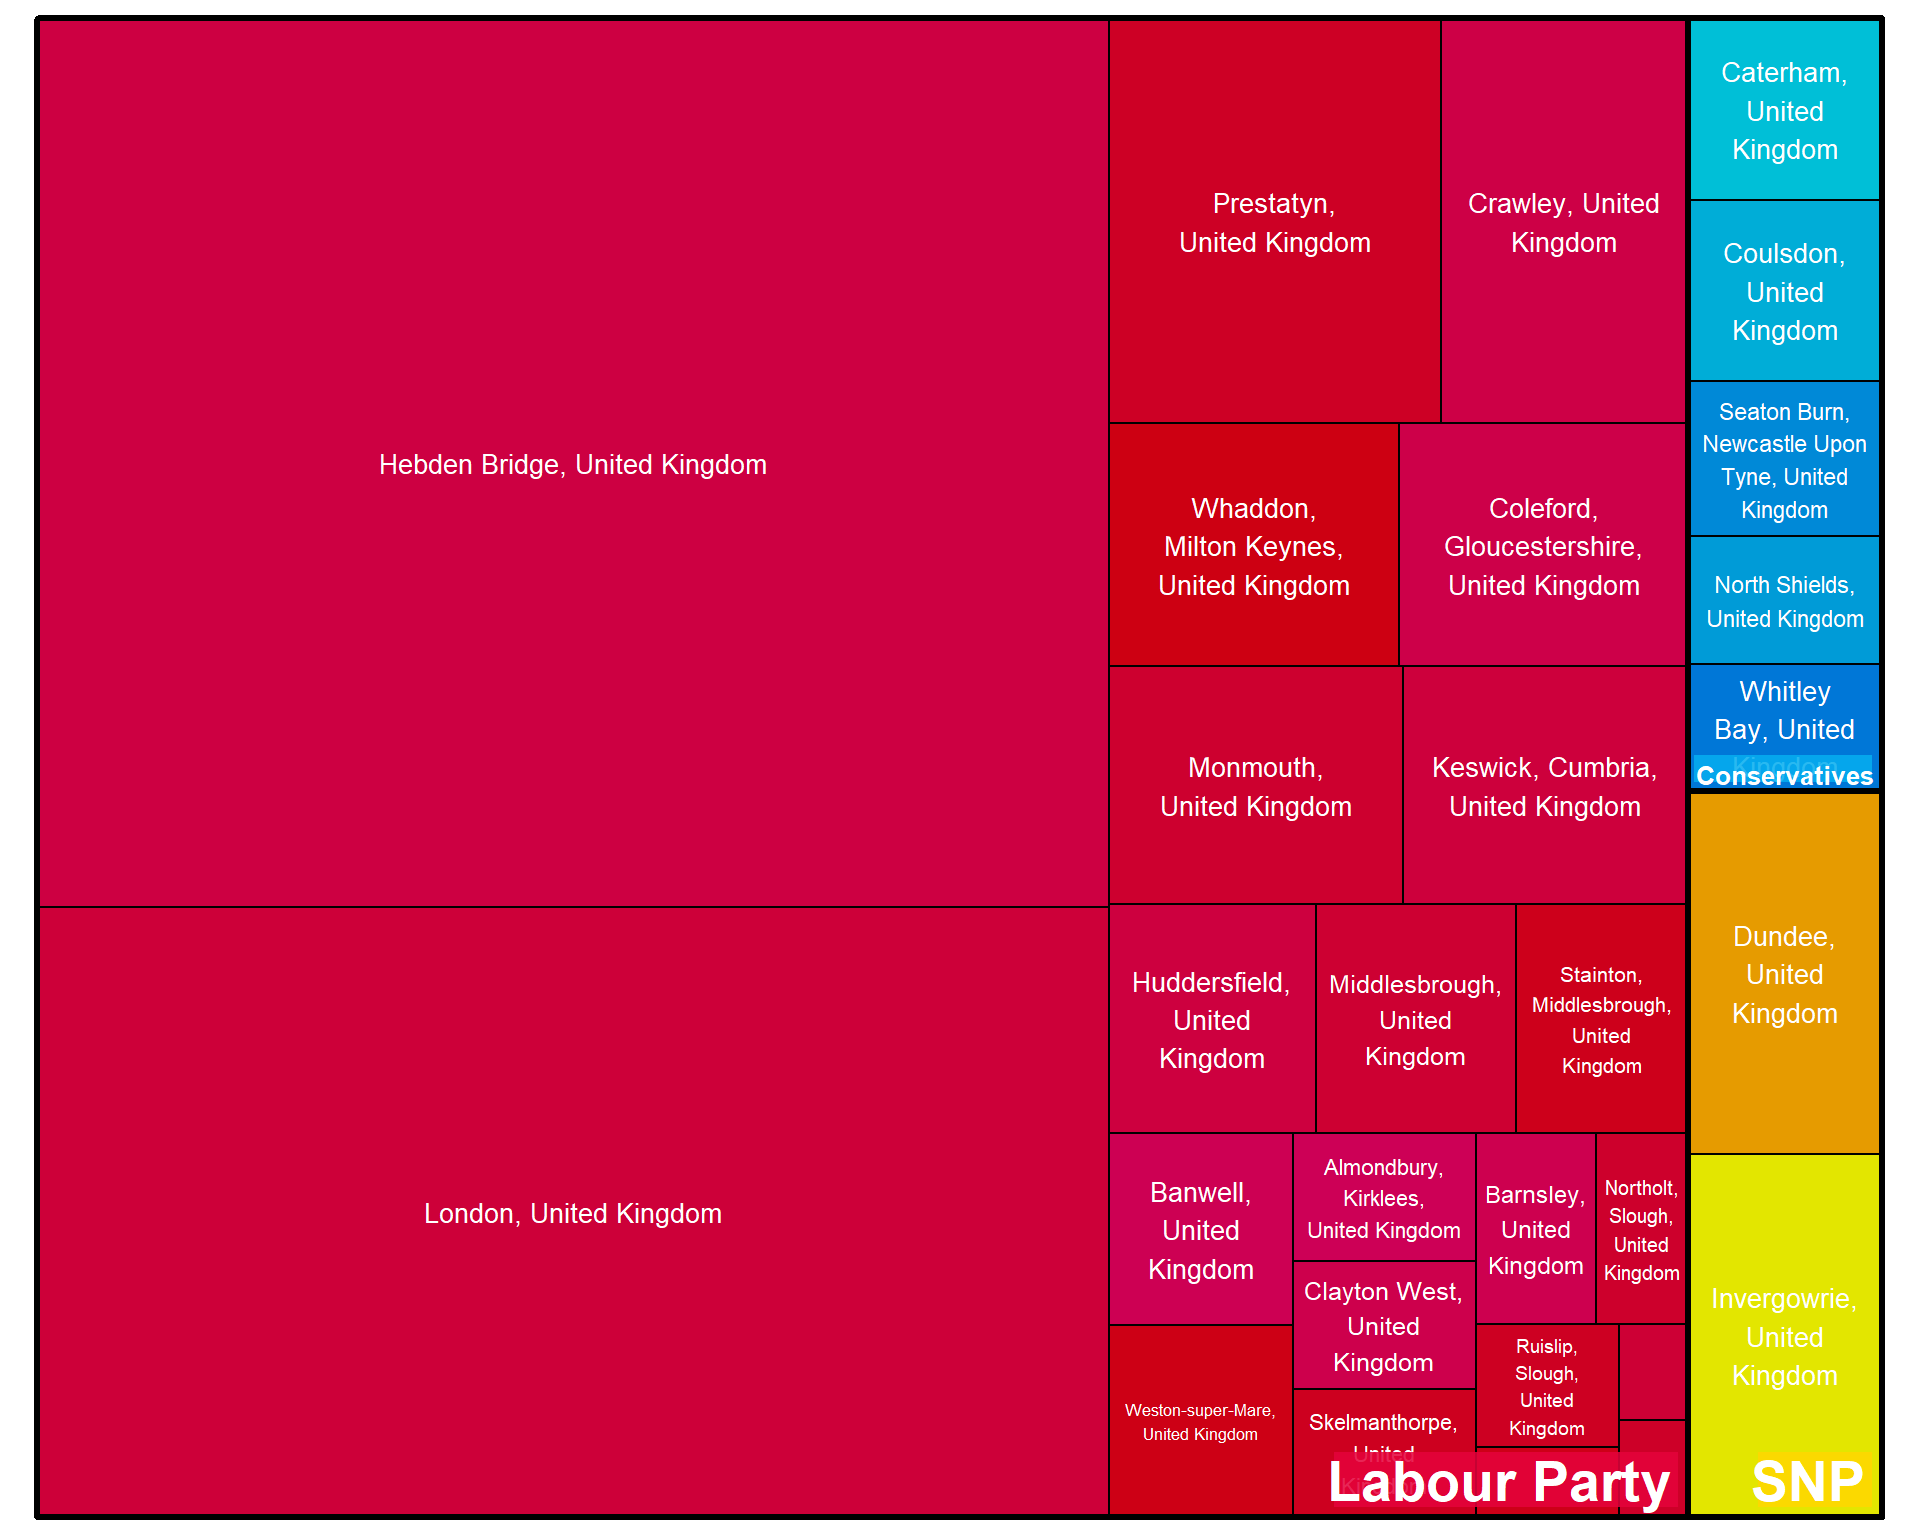 Hebden Bridge, United Kingdom
London, United Kingdom
Prestatyn,
United Kingdom
Crawley, United
Kingdom
Whaddon,
Milton Keynes,
United Kingdom
Coleford,
Gloucestershire,
United Kingdom
Monmouth,
United Kingdom
Keswick, Cumbria,
United Kingdom
Huddersfield,
United
Kingdom
Middlesbrough,
United
Kingdom
Stainton,
Middlesbrough,
United
Kingdom
Banwell,
United
Kingdom
Almondbury,
Kirklees,
United Kingdom
Barnsley,
United
Kingdom
Northolt,
Slough,
United
Kingdom
Clayton West,
United
Kingdom
Weston-super-Mare,
United Kingdom
Skelmanthorpe,
United
Kingdom
Ruislip,
Slough,
United
Kingdom
Labour Party
Caterham,
United
Kingdom
Coulsdon,
United
Kingdom
Seaton Burn,
Newcastle Upon
Tyne, United
Kingdom
North Shields,
United Kingdom
Whitley
Bay, United
Kingdom
Conservatives
Dundee,
United
Kingdom
Invergowrie,
United
Kingdom
SNP